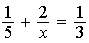 1/5 + 2/x = 1/3